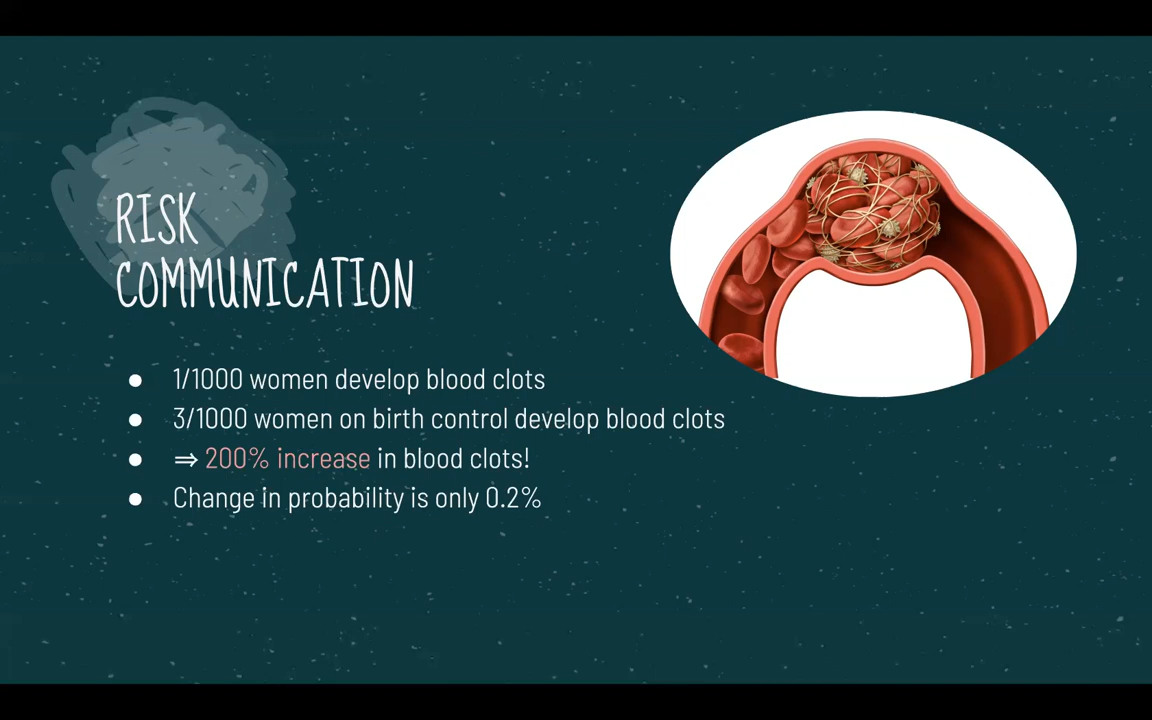 RISK
COMMUNICATION
● 1/1000 women develop blood clots
● 3/1000 women on birth control develop blood clots
● ⇒ 200% increase in blood clots!
● Change in probability is only 0.2%